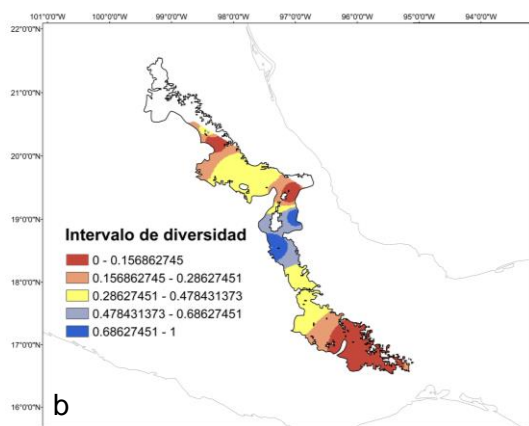 101°0'0"W 100°0'0"W 99°0'0"W 98°0'0"W 97°0'0"W 96°0'0"W 95°0'0"W 94°0'0"W
22°0'0"N
21°0'0"N
20°0'0"N
19°0'0"N
18°0'0"N
17°0'0"N
16°0'0"N
Intervalo de diversidad
0 - 0.156862745
0.156862745 - 0.28627451
0.28627451 - 0.478431373
0.478431373 - 0.68627451
0.68627451 - 1
b